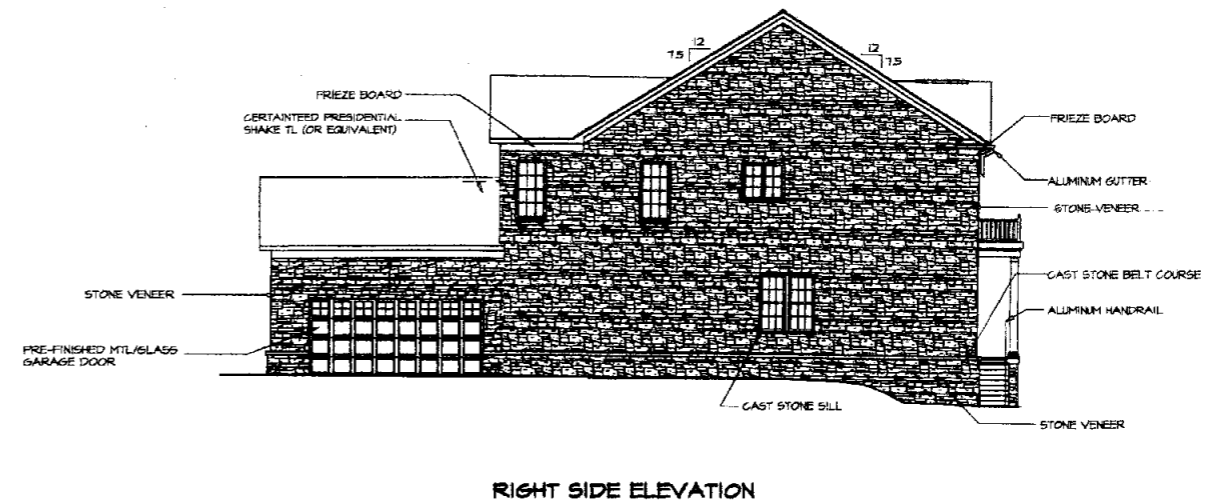 12
7.5
12
7.5
FRIEZE BOARD
CERTAINTEED PRESIDENTIAL
SHAKE TL (OR EQUIVALENT)
FRIEZE BOARD
ALUMINUM GUTTER
STONE VENEER
CAST STONE BELT COURSE
STONE VENEER
ALUMINUM HANDRAIL
PRE-FINISHED MTL/GLASS
GARAGE DOOR
CAST STONE SILL
STONE VENEER
RIGHT SIDE ELEVATION